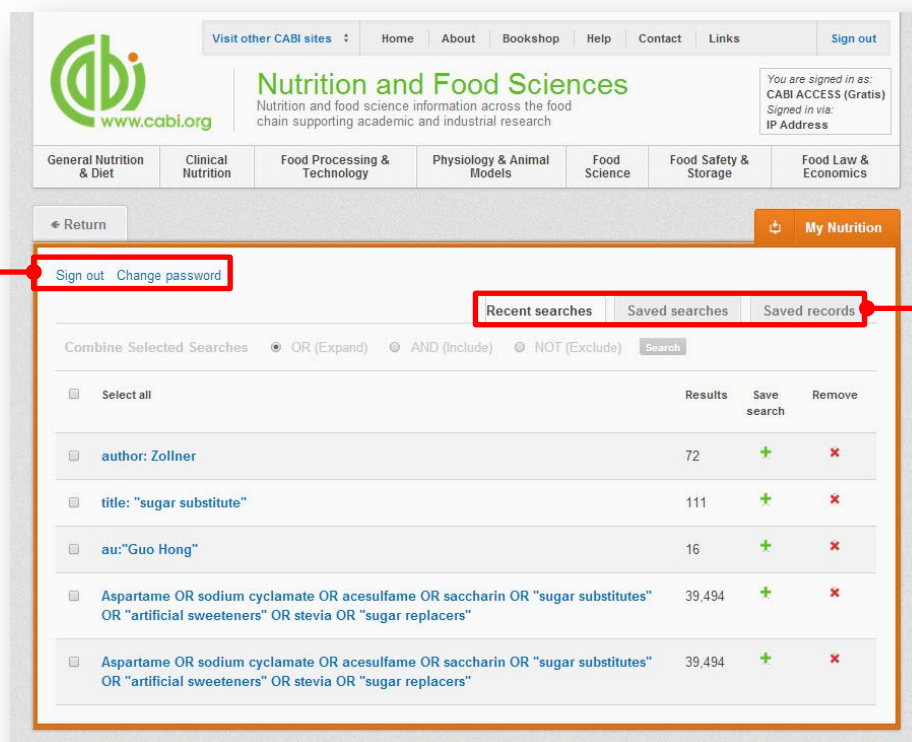 Visit other CABI sites Home About Bookshop Help Contact Links Sign out
cabi
www.cabi.org
Nutrition and Food Sciences
Nutrition and food science information across the food
chain supporting academic and industrial research
You are signed in as:
CABI ACCESS (Gratis)
Signed in via:
IP Address
General Nutrition & Diet
Clinical Nutrition
Food Processing & Technology
Physiology & Animal Models
Food Science
Food Safety & Storage
Food Law & Economics
Return
My Nutrition
Sign out Change password
Recent searches Saved searches Saved records
Combine Selected Searches OR (Expand) AND (Include) NOT (Exclude) Search
Select all Results Save search Remove
author: Zollner 72
title: "sugar substitute" 111
au:"Guo Hong" 16
Aspartame OR sodium cyclamate OR acesulfame OR saccharin OR "sugar substitutes" 39,494
OR "artificial sweeteners" OR stevia OR "sugar replacers"
Aspartame OR sodium cyclamate OR acesulfame OR saccharin OR "sugar substitutes" 39,494
OR "artificial sweeteners" OR stevia OR "sugar replacers"